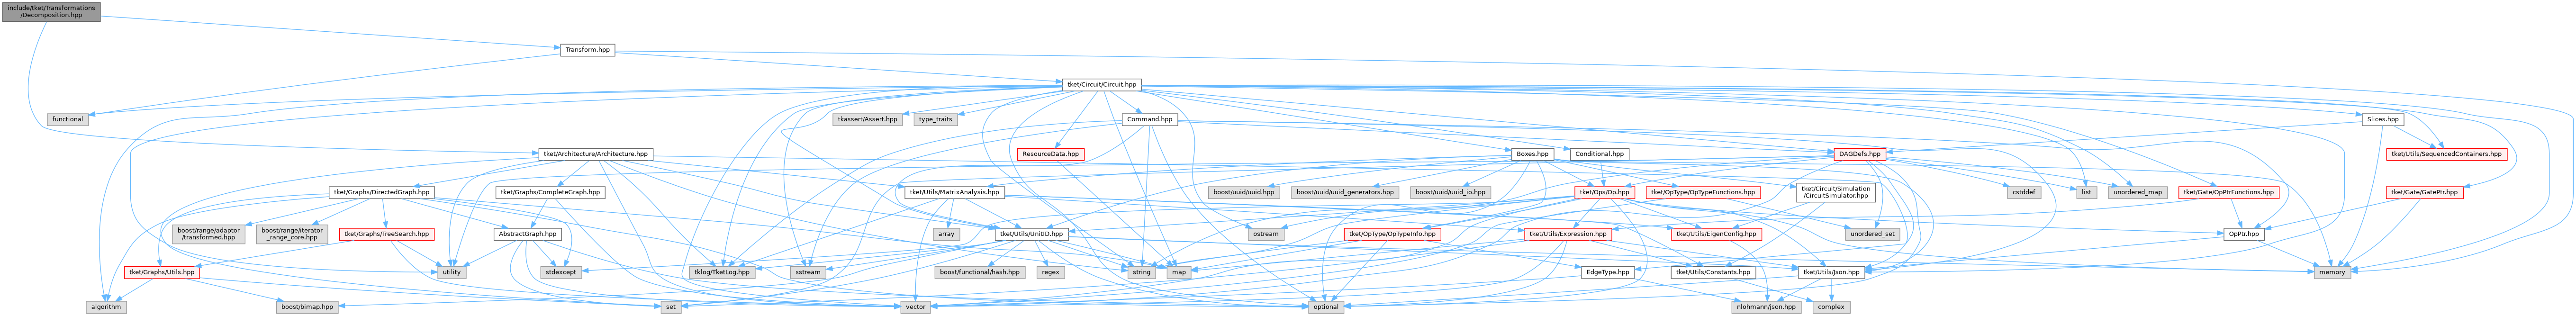 include/tket/Transformations
/Decomposition.hpp
Transform.hpp
tket/Circuit/Circuit.hpp
functional
tkassert/Assert.hpp
type_traits
Command.hpp
Slices.hpp
tket/Architecture/Architecture.hpp
ResourceData.hpp
Boxes.hpp
Conditional.hpp
DAGDefs.hpp
tket/Utils/SequencedContainers.hpp
tket/Graphs/DirectedGraph.hpp
tket/Graphs/CompleteGraph.hpp
tket/Utils/MatrixAnalysis.hpp
boost/uuid/uuid.hpp
boost/uuid/uuid_generators.hpp
boost/uuid/uuid_io.hpp
tket/Ops/Op.hpp
tket/OpType/OpTypeFunctions.hpp
tket/Circuit/Simulation
/CircuitSimulator.hpp
cstddef
list
unordered_map
tket/Gate/OpPtrFunctions.hpp
tket/Gate/GatePtr.hpp
boost/range/adaptor
/transformed.hpp
boost/range/iterator
_range_core.hpp
tket/Graphs/TreeSearch.hpp
AbstractGraph.hpp
array
tket/Utils/UnitID.hpp
ostream
tket/OpType/OpTypeInfo.hpp
tket/Utils/Expression.hpp
tket/Utils/EigenConfig.hpp
unordered_set
OpPtr.hpp
tket/Graphs/Utils.hpp
utility
stdexcept
tklog/TketLog.hpp
sstream
boost/functional/hash.hpp
regex
string
map
EdgeType.hpp
tket/Utils/Constants.hpp
tket/Utils/Json.hpp
memory
algorithm
boost/bimap.hpp
set
vector
optional
nlohmann/json.hpp
complex